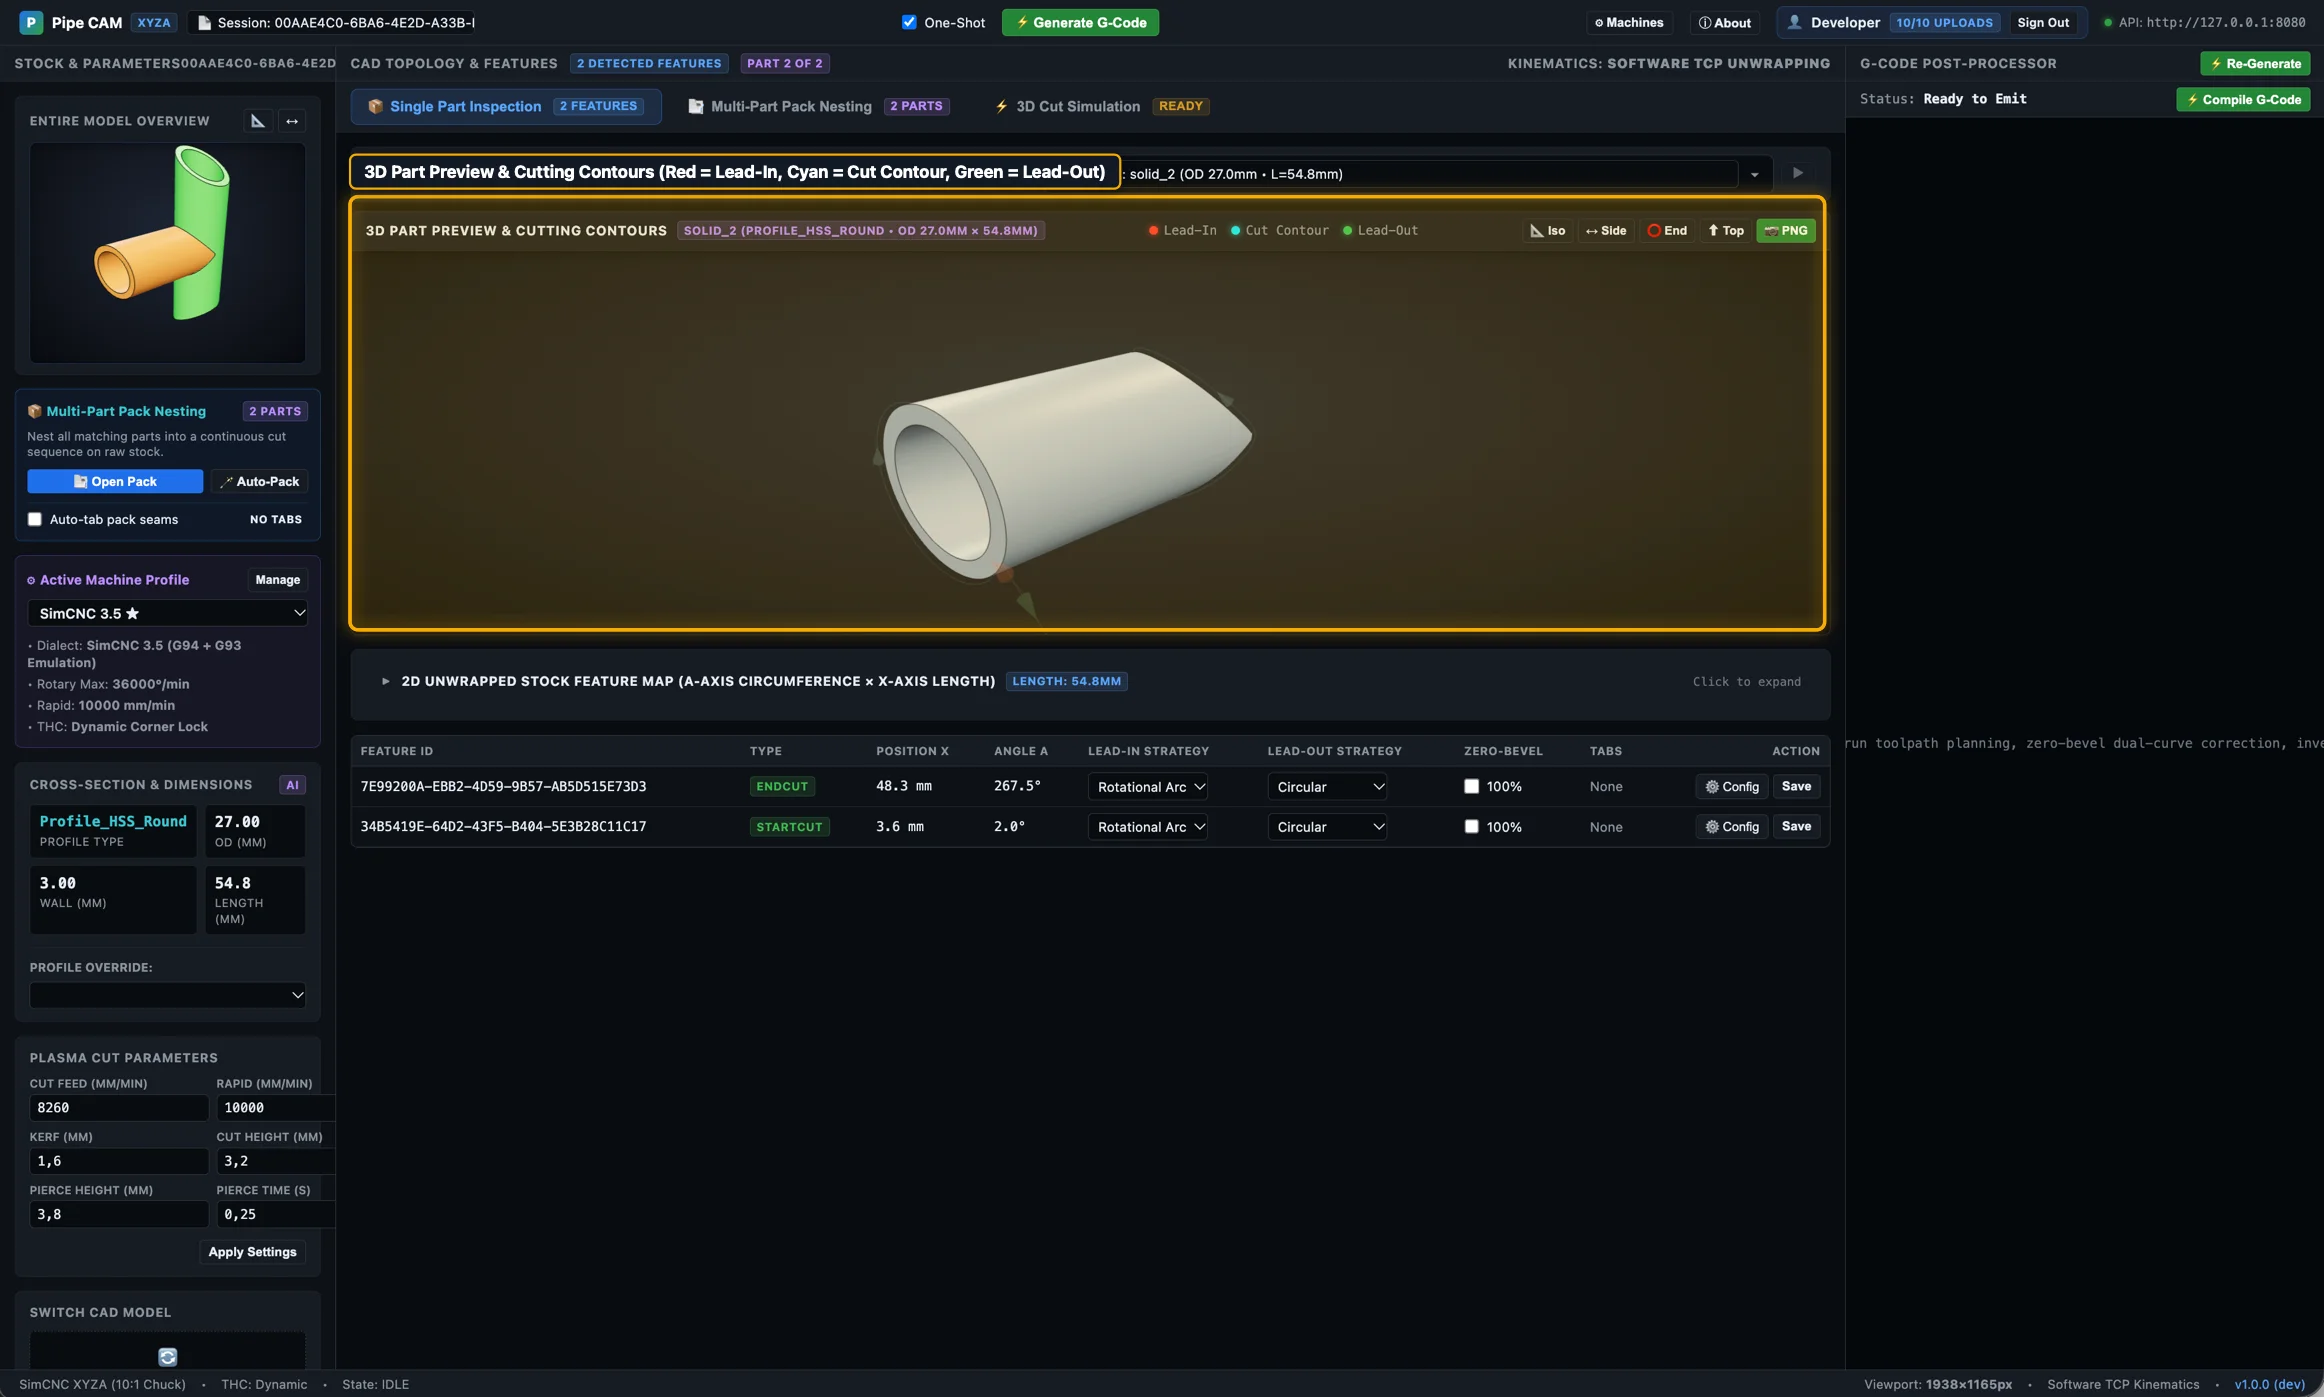 P Pipe CAM XYZA Session: 00AAE4C0-6BA6-4E2D-A33B- One-Shot Generate G-Code Machines About Developer 10/10 UPLOADS Sign Out API: http://127.0.0.1:8080
STOCK & PARAMETERS00AAE4C0-6BA6-4E2D
CAD TOPOLOGY & FEATURES 2 DETECTED FEATURES PART 2 OF 2 KINEMATICS: SOFTWARE TCP UNWRAPPING
G-CODE POST-PROCESSOR Re-Generate
Status: Ready to Emit Compile G-Code
ENTIRE MODEL OVERVIEW
Multi-Part Pack Nesting 2 PARTS
Nest all matching parts into a continuous cut
sequence on raw stock.
Open Pack Auto-Pack
Auto-tab pack seams NO TABS
Active Machine Profile Manage
SimCNC 3.5 ★
• Dialect: SimCNC 3.5 (G94 + G93
Emulation)
• Rotary Max: 36000°/min
• Rapid: 10000 mm/min
• THC: Dynamic Corner Lock
CROSS-SECTION & DIMENSIONS AI
Profile_HSS_Round
PROFILE TYPE
27.00
OD (MM)
3.00
WALL (MM)
54.8
LENGTH
(MM)
PROFILE OVERRIDE:
PLASMA CUT PARAMETERS
CUT FEED (MM/MIN) RAPID (MM/MIN)
8260 10000
KERF (MM) CUT HEIGHT (MM)
1,6 3,2
PIERCE HEIGHT (MM) PIERCE TIME (S)
3,8 0,25
Apply Settings
SWITCH CAD MODEL
Single Part Inspection 2 FEATURES Multi-Part Pack Nesting 2 PARTS 3D Cut Simulation READY
3D Part Preview & Cutting Contours (Red = Lead-In, Cyan = Cut Contour, Green = Lead-Out) : solid_2 (OD 27.0mm • L=54.8mm)
3D PART PREVIEW & CUTTING CONTOURS SOLID_2 (PROFILE_HSS_ROUND • OD 27.0MM × 54.8MM) Lead-In Cut Contour Lead-Out Iso ↔ Side End Top PNG
2D UNWRAPPED STOCK FEATURE MAP (A-AXIS CIRCUMFERENCE × X-AXIS LENGTH) LENGTH: 54.8MM Click to expand
FEATURE ID TYPE POSITION X ANGLE A LEAD-IN STRATEGY LEAD-OUT STRATEGY ZERO-BEVEL TABS ACTION
7E99200A-EBB2-4D59-9B57-AB5D515E73D3 ENDCUT 48.3 mm 267.5° Rotational Arc Circular 100% None Config Save
34B5419E-64D2-43F5-B404-5E3B28C11C17 STARTCUT 3.6 mm 2.0° Rotational Arc Circular 100% None Config Save
run toolpath planning, zero-bevel dual-curve correction, inve
SimCNC XYZA (10:1 Chuck) • THC: Dynamic • State: IDLE Viewport: 1938×1165px • Software TCP Kinematics • v1.0.0 (dev)